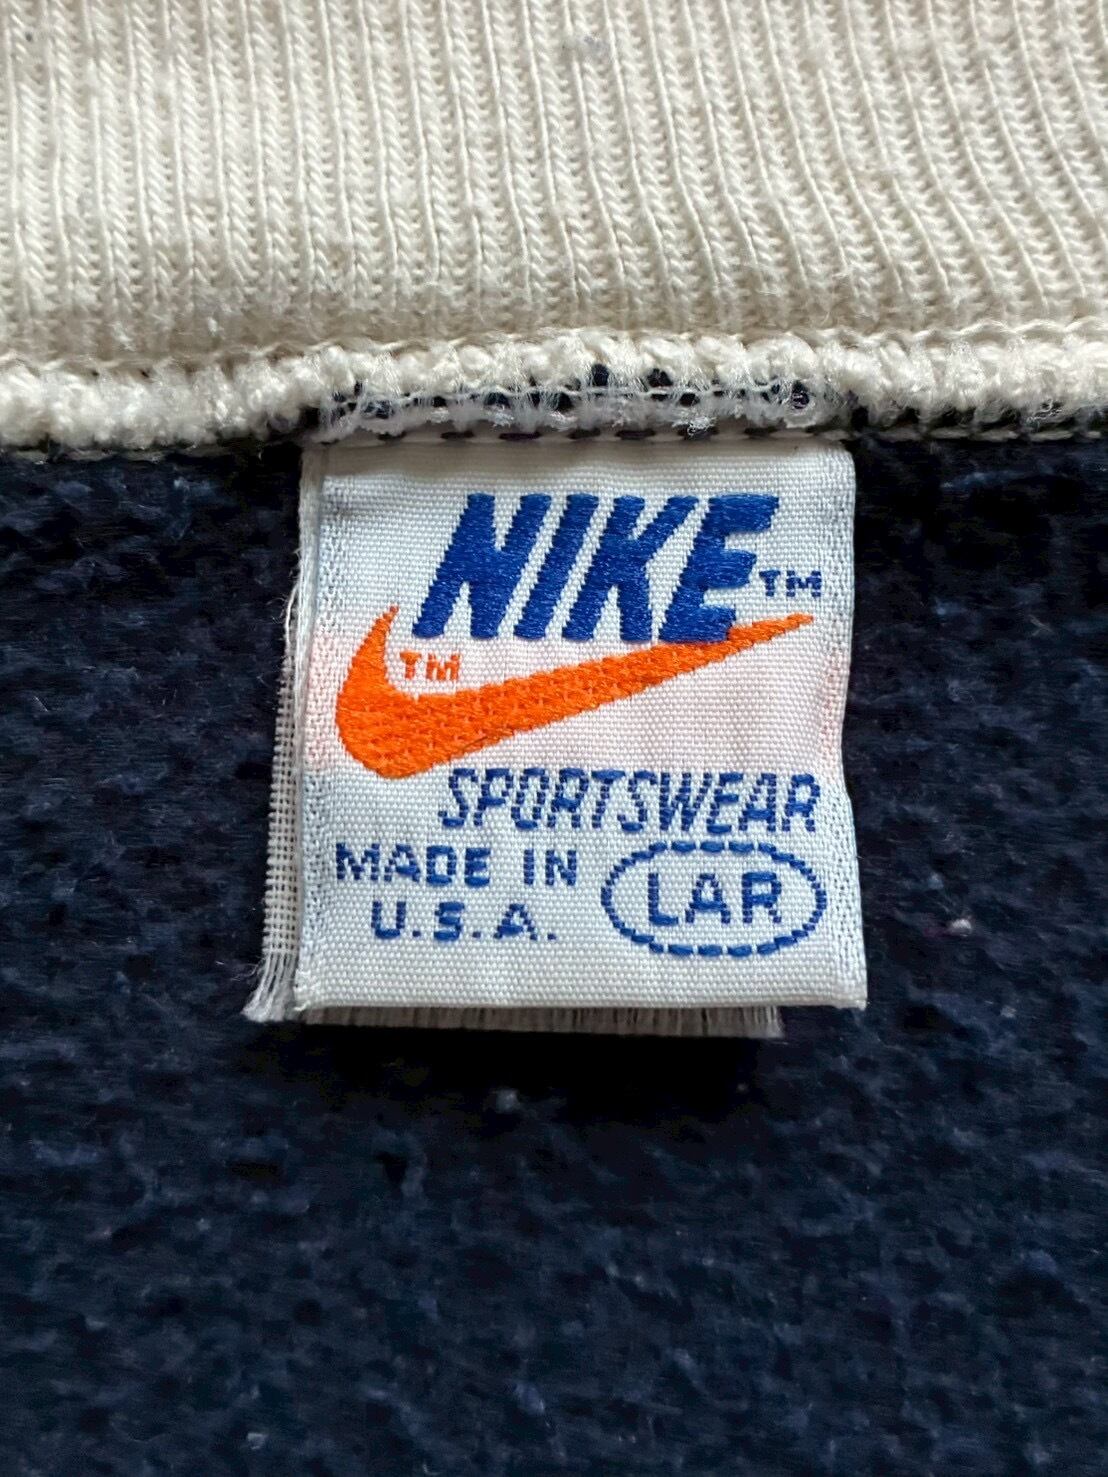 NIKE™
™
SPORTSWEAR
MADE IN
U.S.A.
LAR